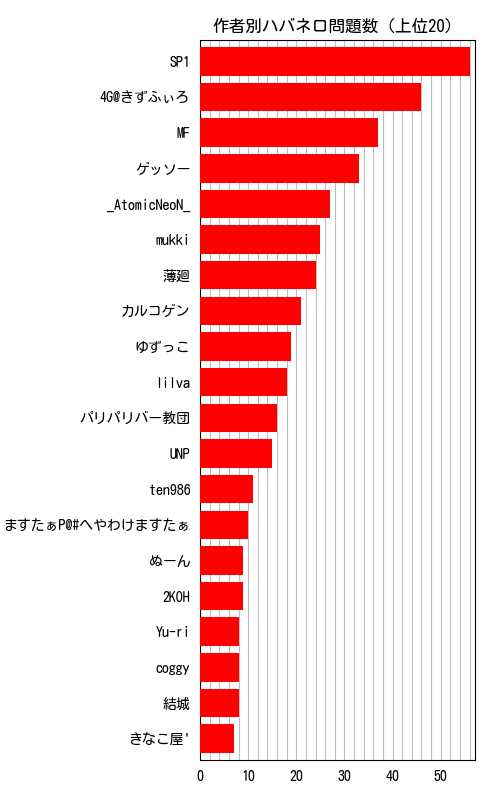 作者別ハバネロ問題数 (上位20)
SP1
4G@きずふぃろ
MF
ゲッソー
_AtomicNeoN_
mukki
薄廻
カルコゲン
ゆずっこ
lilva
パリパリバー教団
UNP
ten986
ますたぁP@#へやわけますたぁ
ぬーん
2KOH
Yu-ri
coggy
結城
きなこ屋'
0 10 20 30 40 50